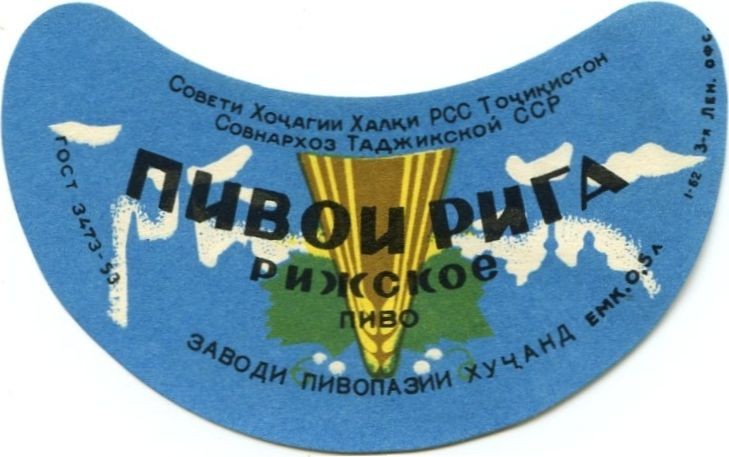 Совети Хоҷагии Халқи РСС Тоҷикистон
Совнархоз Таджикской ССР
ГОСТ 3473-53
ПИВОИ РИГА
РИЖСКОЕ
ПИВО
ЗАВОДИ ПИВОПАЗИИ ХУҶАНД
ЕМК. 0,5 л
1-62 3-я Лен. офс.